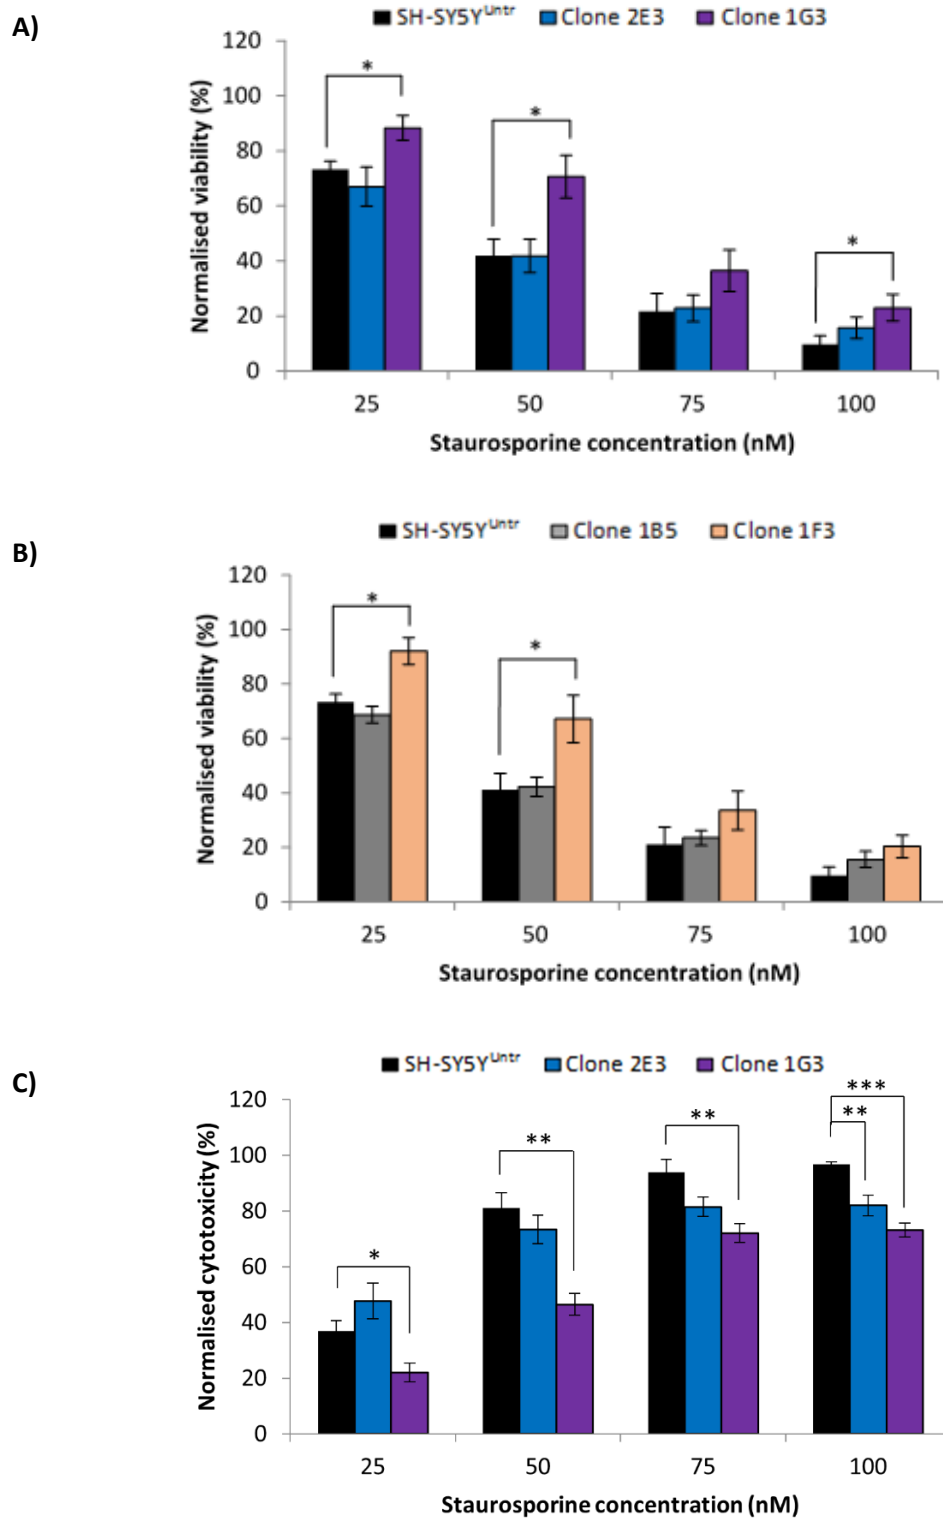 A)
SH-SY5YUntr Clone 2E3 Clone 1G3
120
100
80
60
40
20
0
Normalised viability (%)
* * *
25 50 75 100
Staurosporine concentration (nM)
B)
SH-SY5YUntr Clone 1B5 Clone 1F3
120
100
80
60
40
20
0
Normalised viability (%)
* *
25 50 75 100
Staurosporine concentration (nM)
C)
SH-SY5YUntr Clone 2E3 Clone 1G3
120
100
80
60
40
20
0
Normalised cytotoxicity (%)
* ** ** ** ***
25 50 75 100
Staurosporine concentration (nM)